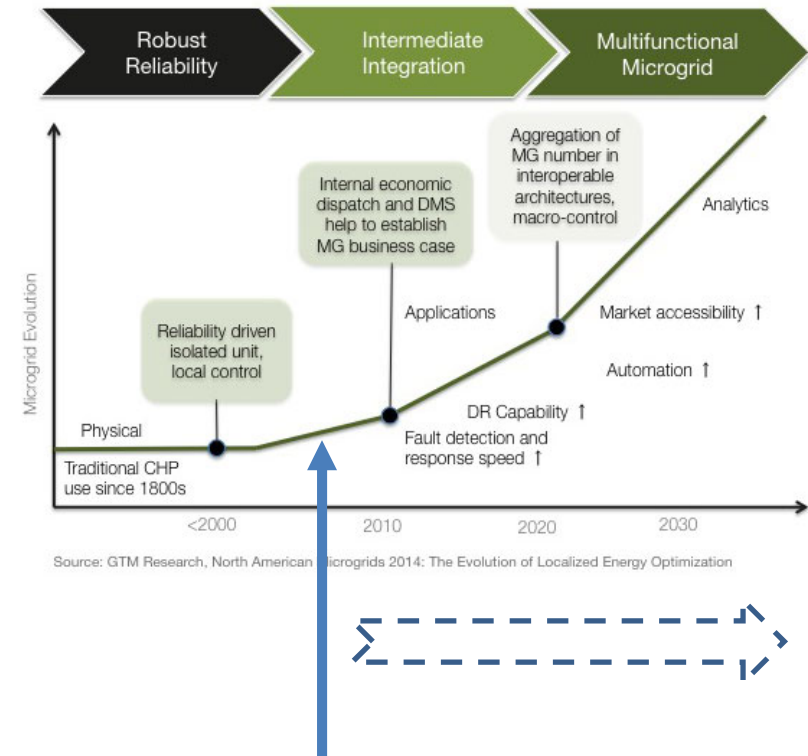 Robust
Reliability
Intermediate
Integration
Multifunctional
Microgrid
Aggregation of
MG number in
interoperable
architectures,
macro-control
Internal economic
dispatch and DMS
help to establish
MG business case
Analytics
Reliability driven
isolated unit,
local control
Applications
Market accessibility ↑
Automation ↑
Microgrid Evolution
DR Capability ↑
Physical
Fault detection and
response speed ↑
Traditional CHP
use since 1800s
<2000
2010
2020
2030
Source: GTM Research, North American Microgrids 2014: The Evolution of Localized Energy Optimization